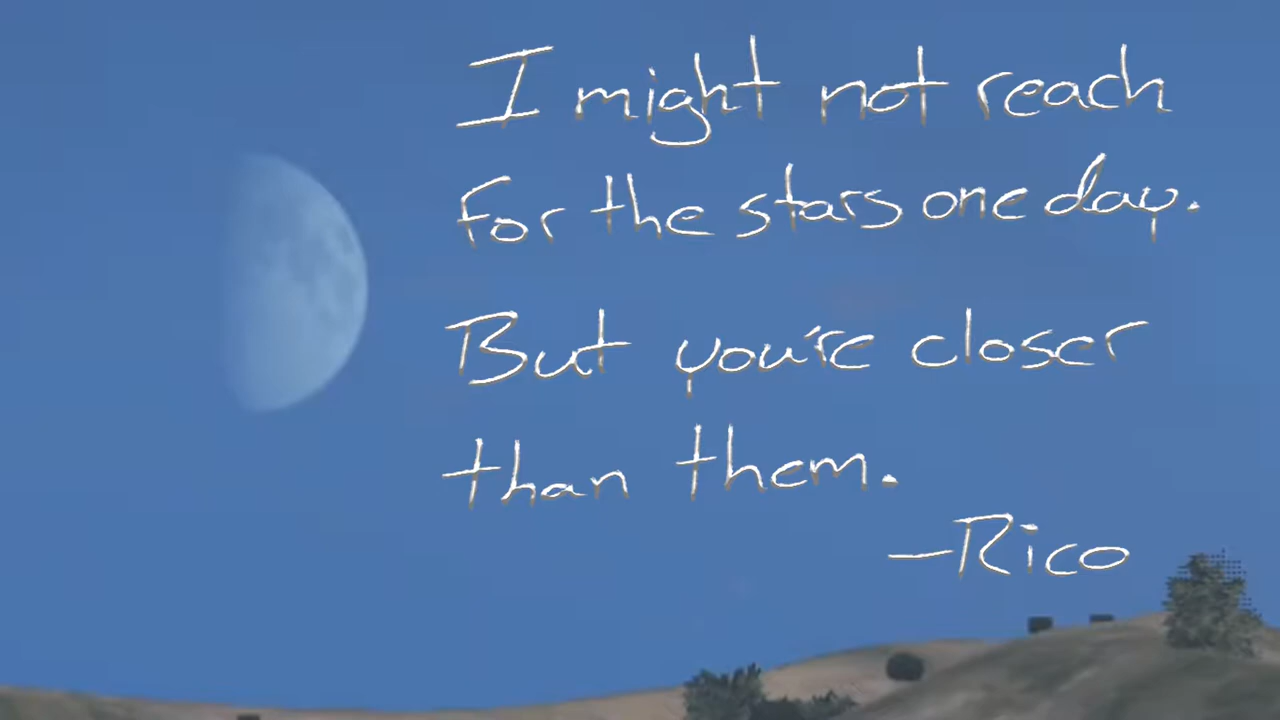 I might not reach
for the stars one day.
But you're closer
than them.
-Rico